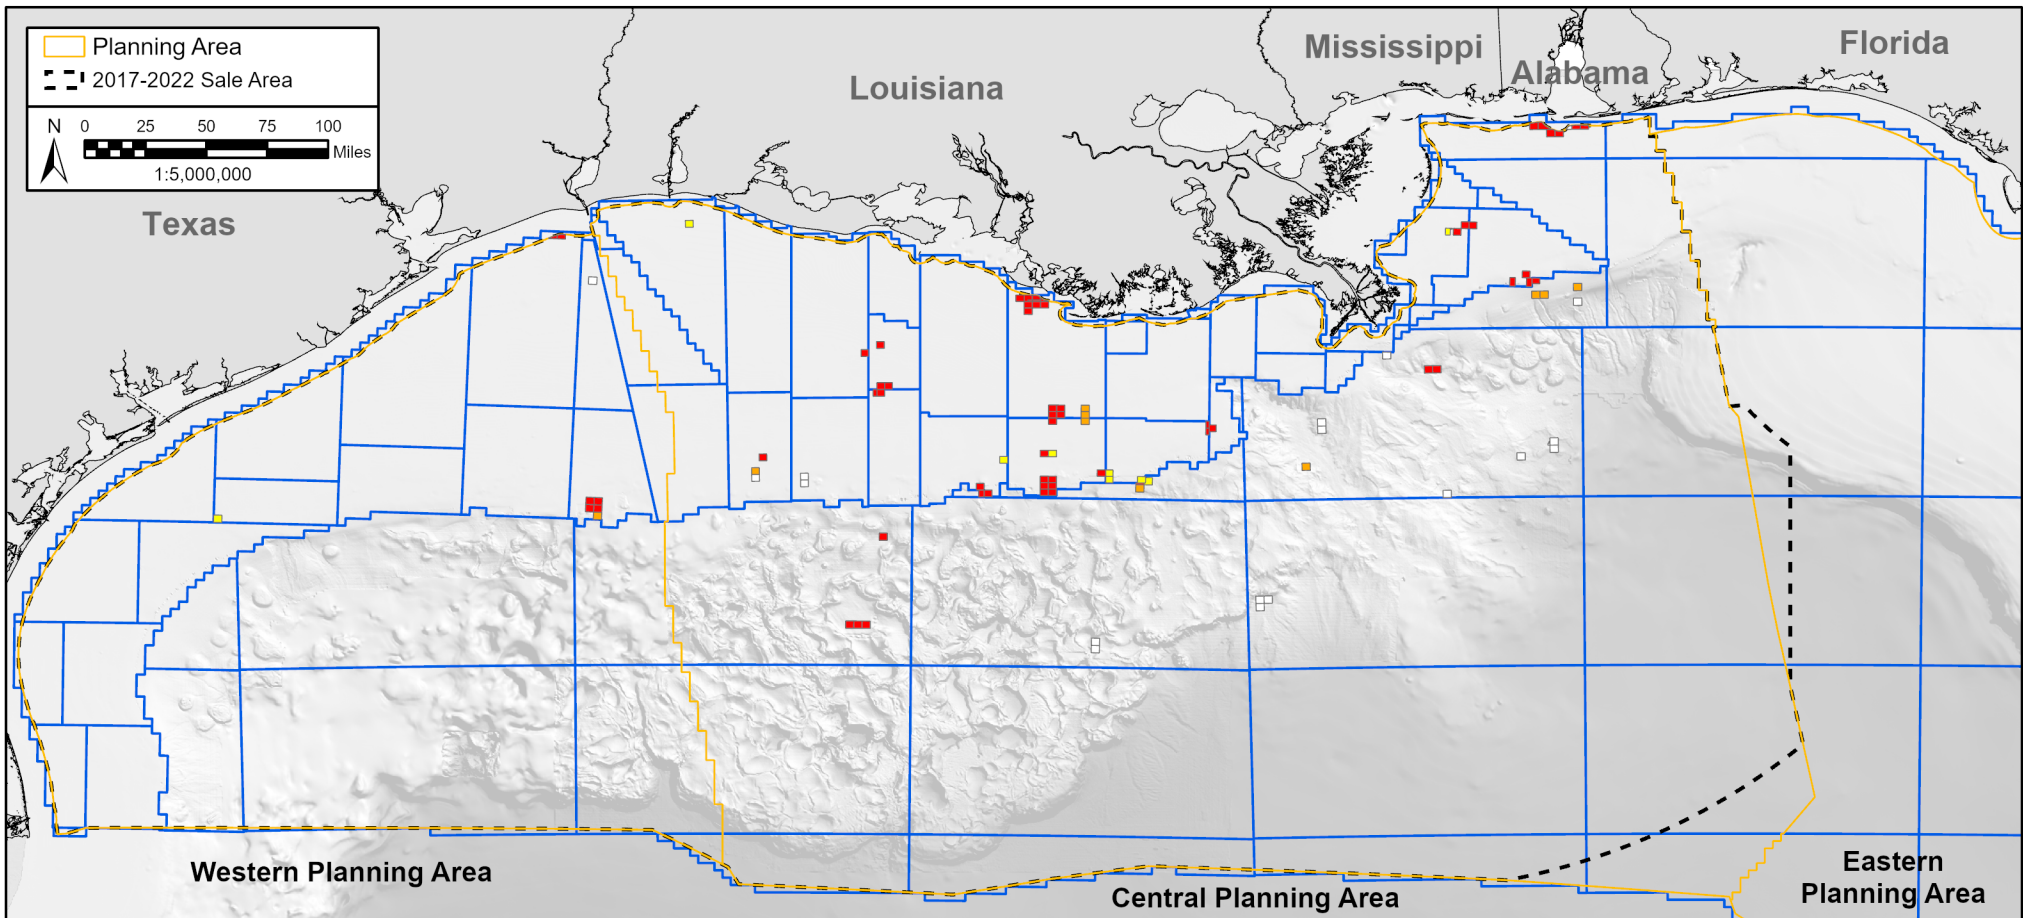 Planning Area
2017-2022 Sale Area
N
0 25 50 75 100
Miles
1:5,000,000
Texas
Louisiana
Mississippi
Alabama
Florida
Western Planning Area
Central Planning Area
Eastern
Planning Area